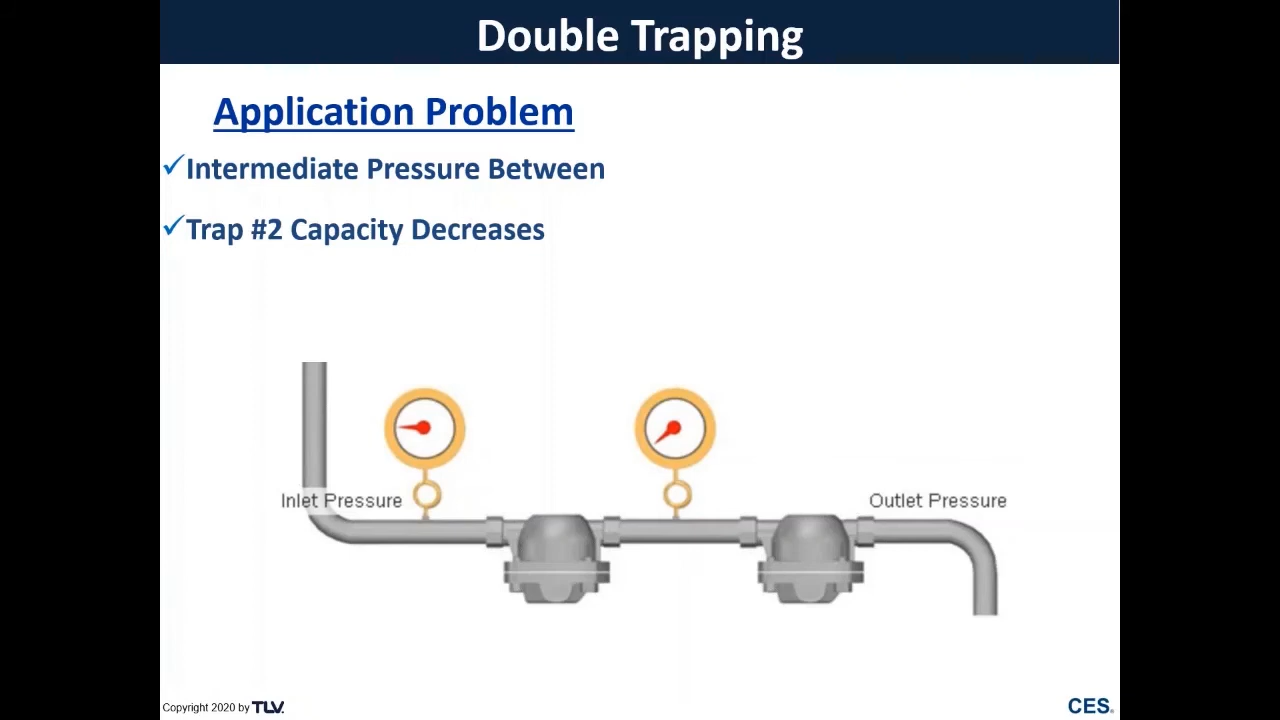 Double Trapping
Application Problem
✓Intermediate Pressure Between
✓Trap #2 Capacity Decreases
Inlet Pressure
Outlet Pressure
Copyright 2020 by TLV.
CES®